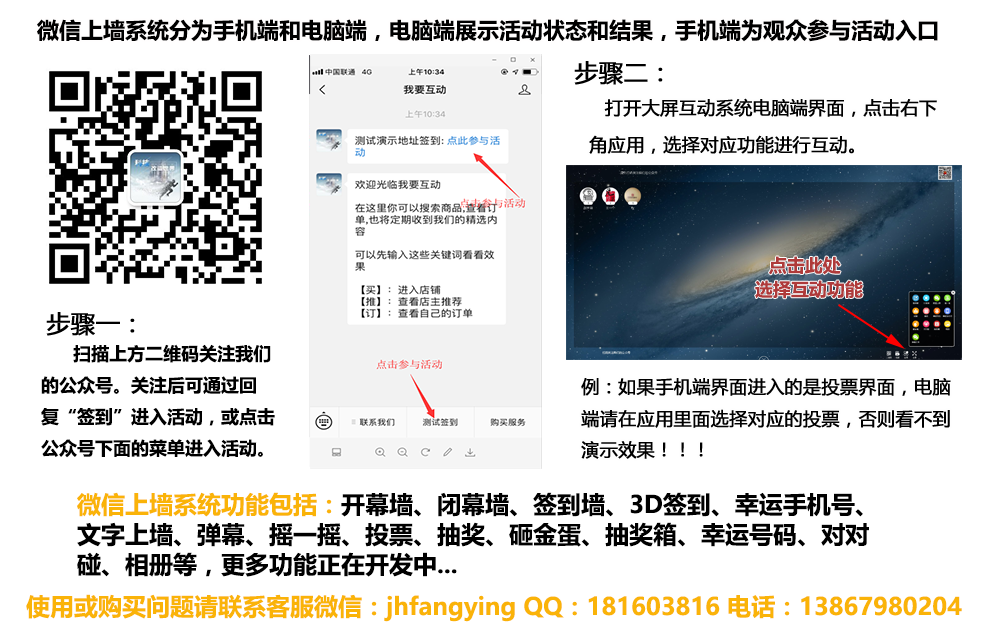 微信上墙系统分为手机端和电脑端，电脑端展示活动状态和结果，手机端为观众参与活动入口
步骤一：
扫描上方二维码关注我们
的公众号。关注后可通过回
复“签到”进入活动，或点击
公众号下面的菜单进入活动。
中国联通 4G 上午10:34
我要互动
上午10:34
测试演示地址签到: 点此参与活
动
点击参与活动
欢迎光临我要互动
在这里你可以搜索商品,查看订
单,也将定期收到我们的精选内
容
可以先输入这些关键词看看效
果
【买】：进入店铺
【推】：查看店主推荐
【订】：查看自己的订单
点击参与活动
联系我们 测试签到 购买服务
步骤二：
打开大屏互动系统电脑端界面，点击右下
角应用，选择对应功能进行互动。
点击此处
选择互动功能
例：如果手机端界面进入的是投票界面，电脑
端请在应用里面选择对应的投票，否则看不到
演示效果！！！
微信上墙系统功能包括：开幕墙、闭幕墙、签到墙、3D签到、幸运手机号、
文字上墙、弹幕、摇一摇、投票、抽奖、砸金蛋、抽奖箱、幸运号码、对对
碰、相册等，更多功能正在开发中...
使用或购买问题请联系客服微信：jhfangying QQ：181603816 电话：13867980204